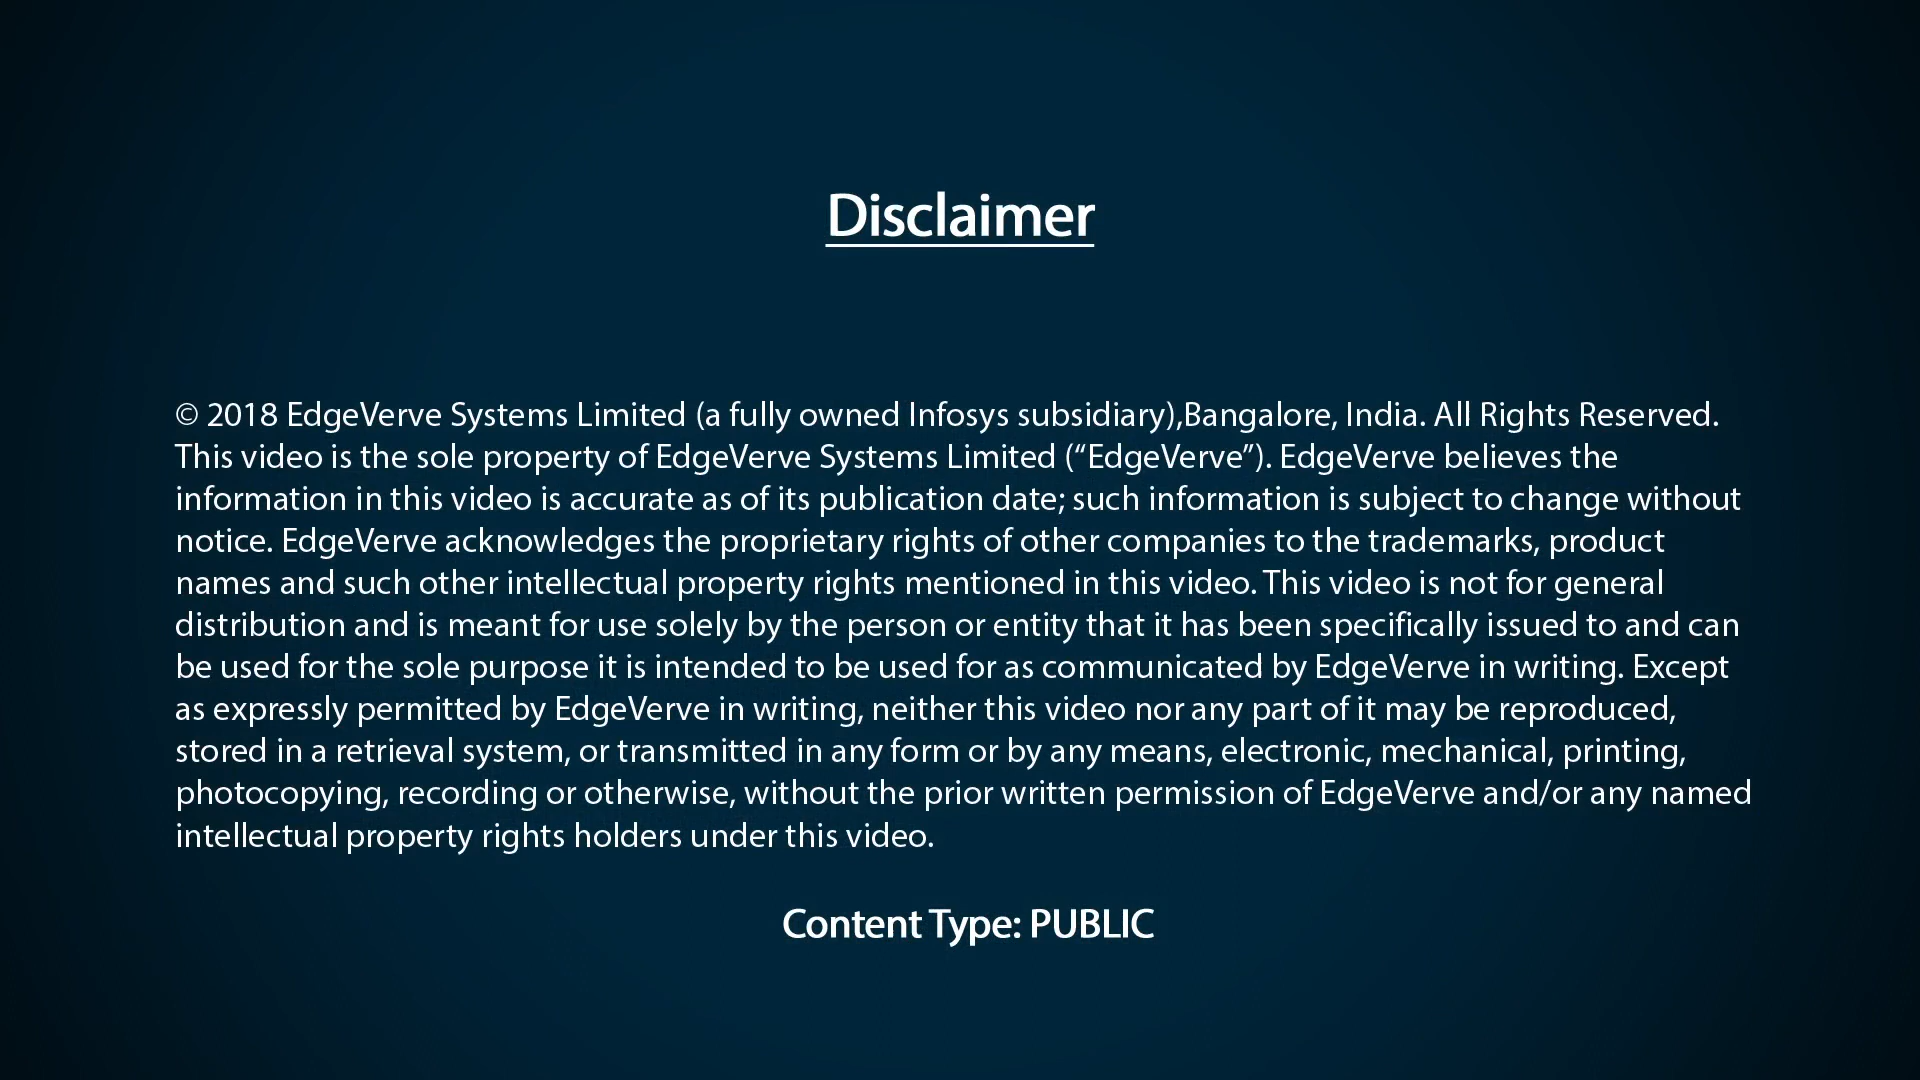 Disclaimer
© 2018 EdgeVerve Systems Limited (a fully owned Infosys subsidiary),Bangalore, India. All Rights Reserved.
This video is the sole property of EdgeVerve Systems Limited (“EdgeVerve”). EdgeVerve believes the
information in this video is accurate as of its publication date; such information is subject to change without
notice. EdgeVerve acknowledges the proprietary rights of other companies to the trademarks, product
names and such other intellectual property rights mentioned in this video. This video is not for general
distribution and is meant for use solely by the person or entity that it has been specifically issued to and can
be used for the sole purpose it is intended to be used for as communicated by EdgeVerve in writing. Except
as expressly permitted by EdgeVerve in writing, neither this video nor any part of it may be reproduced,
stored in a retrieval system, or transmitted in any form or by any means, electronic, mechanical, printing,
photocopying, recording or otherwise, without the prior written permission of EdgeVerve and/or any named
intellectual property rights holders under this video.
Content Type: PUBLIC